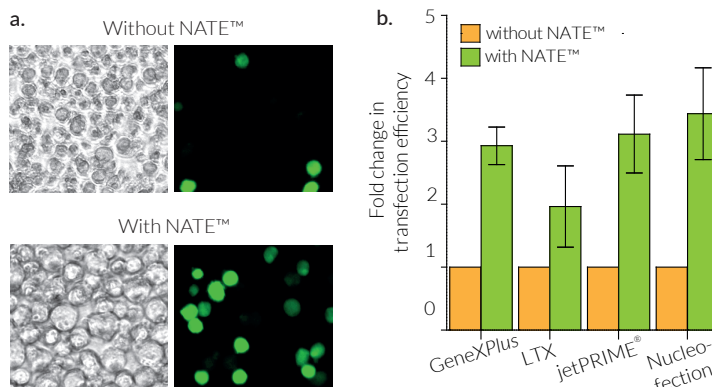 a.
Without NATE™
With NATE™
b.
Fold change in
transfection efficiency
5
4
3
2
1
0
without NATE™
with NATE™
GeneXPlus
LTX
jetPRIME®
Nucleo-
fection